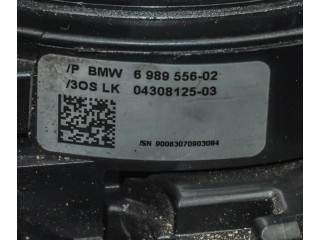 /P BMW 6 989 556-02
/3OS LK 04308125-03
/SN 90083070903084